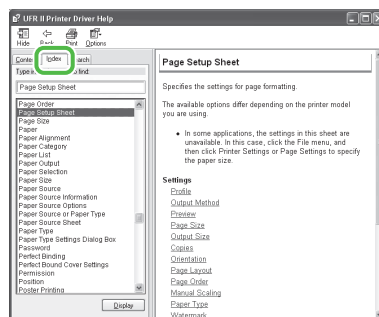 UFR II Printer Driver Help
Hide Back Print Options
Index
Type in to find:
Page Setup Sheet
Page Order
Page Setup Sheet
Page Size
Paper
Paper Alignment
Paper Category
Paper List
Paper Output
Paper Selection
Paper Size
Paper Source
Paper Source Information
Paper Source Options
Paper Source or Paper Type
Paper Source Sheet
Paper Type
Paper Type Settings Dialog Box
Password
Perfect Binding
Perfect Bound Cover Settings
Permission
Position
Poster Printing
Display
Page Setup Sheet
Specifies the settings for page formatting.
The available options differ depending on the printer model
you are using.
• In some applications, the settings in this sheet are
unavailable. In this case, click the File menu, and
then click Printer Settings or Page Settings to specify
the paper size.
Settings
Profile
Output Method
Preview
Page Size
Output Size
Copies
Orientation
Page Layout
Page Order
Manual Scaling
Paper Type
Watermark